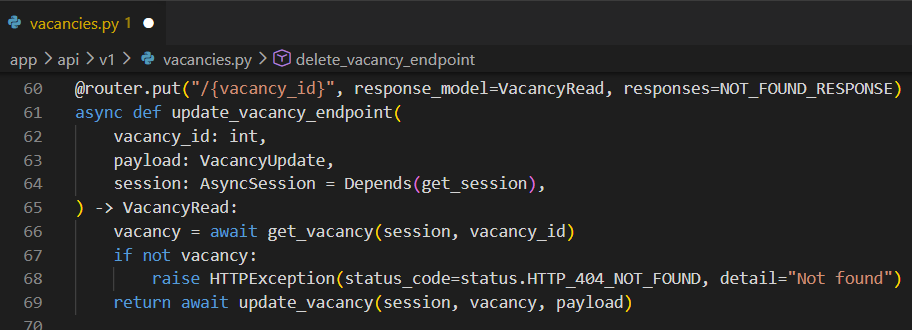 vacancies.py 1
app > api > v1 > vacancies.py > delete_vacancy_endpoint
60 @router.put("/{vacancy_id}", response_model=VacancyRead, responses=NOT_FOUND_RESPONSE)
61 async def update_vacancy_endpoint(
62     vacancy_id: int,
63     payload: VacancyUpdate,
64     session: AsyncSession = Depends(get_session),
65 ) -> VacancyRead:
66     vacancy = await get_vacancy(session, vacancy_id)
67     if not vacancy:
68         raise HTTPException(status_code=status.HTTP_404_NOT_FOUND, detail="Not found")
69     return await update_vacancy(session, vacancy, payload)
70